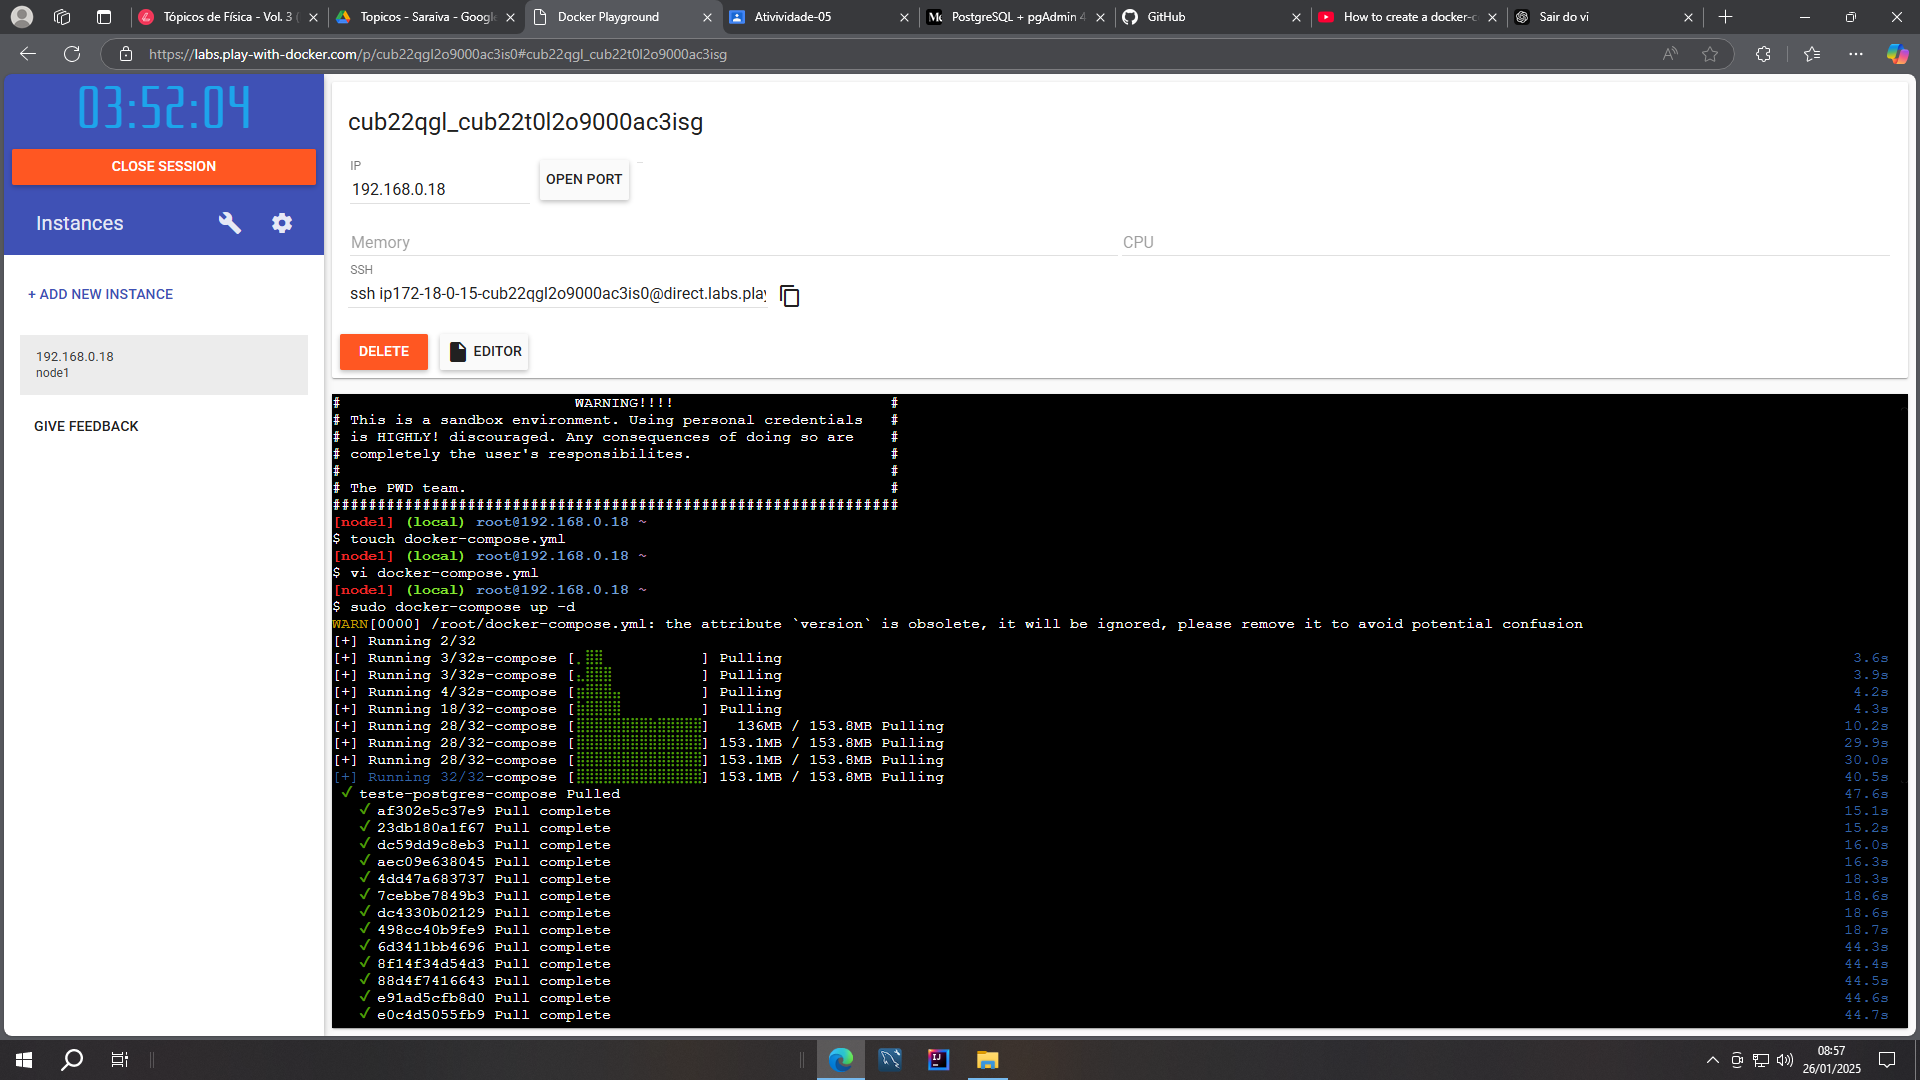 Tópicos de Física - Vol. 3 (
Topicos - Saraiva - Google
Docker Playground
Ativividade-05
PostgreSQL + pgAdmin 4
GitHub
How to create a docker-c
Sair do vi
https://labs.play-with-docker.com/p/cub22qgl2o9000ac3is0#cub22qgl_cub22t0l2o9000ac3isg
03:52:04
CLOSE SESSION
Instances
+ ADD NEW INSTANCE
192.168.0.18
node1
GIVE FEEDBACK
cub22qgl_cub22t0l2o9000ac3isg
IP
192.168.0.18
OPEN PORT
Memory
CPU
SSH
ssh ip172-18-0-15-cub22qgl2o9000ac3is0@direct.labs.play
DELETE
EDITOR
# WARNING!!!! #
# This is a sandbox environment. Using personal credentials #
# is HIGHLY! discouraged. Any consequences of doing so are #
# completely the user's responsibilites. #
# #
# The PWD team. #
###############################################################
[node1] (local) root@192.168.0.18 ~
$ touch docker-compose.yml
[node1] (local) root@192.168.0.18 ~
$ vi docker-compose.yml
[node1] (local) root@192.168.0.18 ~
$ sudo docker-compose up -d
WARN[0000] /root/docker-compose.yml: the attribute `version` is obsolete, it will be ignored, please remove it to avoid potential confusion
[+] Running 2/32
[+] Running 3/32s-compose [ ] Pulling 3.6s
[+] Running 3/32s-compose [ ] Pulling 3.9s
[+] Running 4/32s-compose [ ] Pulling 4.2s
[+] Running 18/32-compose [ ] Pulling 4.3s
[+] Running 28/32-compose [ ] 136MB / 153.8MB Pulling 10.2s
[+] Running 28/32-compose [ ] 153.1MB / 153.8MB Pulling 29.9s
[+] Running 28/32-compose [ ] 153.1MB / 153.8MB Pulling 30.0s
[+] Running 32/32-compose [ ] 153.1MB / 153.8MB Pulling 40.5s
✓ teste-postgres-compose Pulled 47.6s
✓ af302e5c37e9 Pull complete 15.1s
✓ 23db180a1f67 Pull complete 15.2s
✓ dc59dd9c8eb3 Pull complete 16.0s
✓ aec09e638045 Pull complete 16.3s
✓ 4dd47a683737 Pull complete 18.3s
✓ 7cebbe7849b3 Pull complete 18.6s
✓ dc4330b02129 Pull complete 18.6s
✓ 498cc40b9fe9 Pull complete 18.7s
✓ 6d3411bb4696 Pull complete 44.3s
✓ 8f14f34d54d3 Pull complete 44.4s
✓ 88d4f7416643 Pull complete 44.5s
✓ e91ad5cfb8d0 Pull complete 44.6s
✓ e0c4d5055fb9 Pull complete 44.7s
08:57
26/01/2025